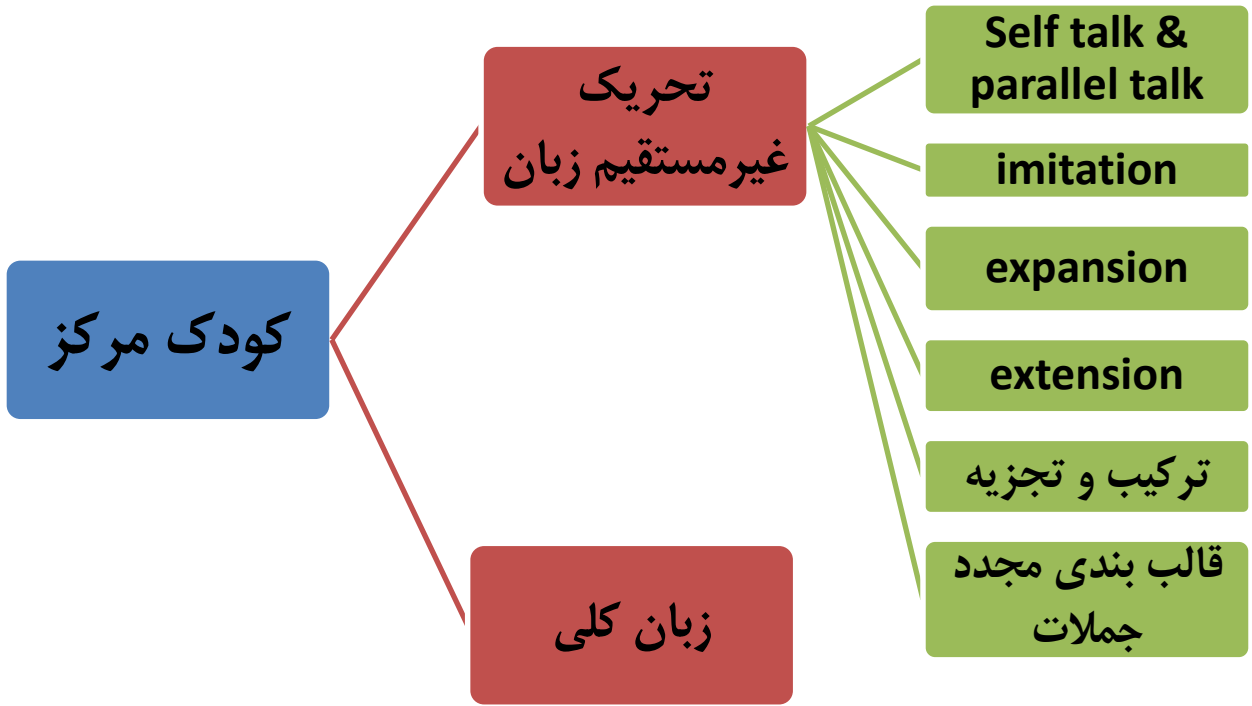 کودک مرکز
تحریک
غیرمستقیم زبان
Self talk &
parallel talk
imitation
expansion
extension
ترکیب و تجزیه
قالب بندی مجدد
جملات
زبان کلی